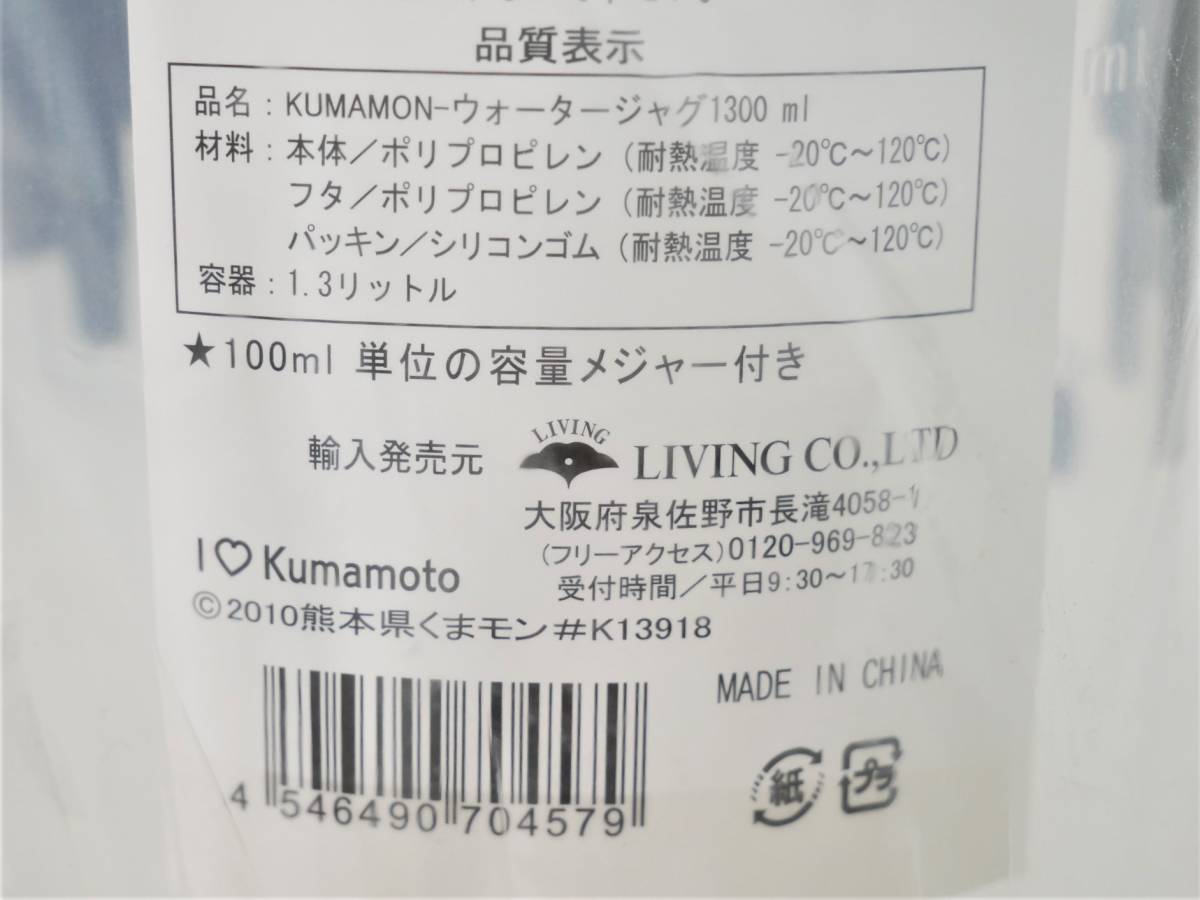 品質表示
品名：KUMAMON-ウォータージャグ1300 ml
材料：本体／ポリプロピレン（耐熱温度 -20℃～120℃）
フタ／ポリプロピレン（耐熱温度 -20℃～120℃）
パッキン／シリコンゴム（耐熱温度 -20℃～120℃）
容器：1.3リットル
★100ml 単位の容量メジャー付き
輸入発売元 LIVING LIVING CO.,LTD
大阪府泉佐野市長滝4058-1
（フリーアクセス）0120-969-823
受付時間／平日9:30～17:30
I♡Kumamoto
©2010熊本県くまモン#K13918
MADE IN CHINA
4 546490 704579
紙 プラ
ml